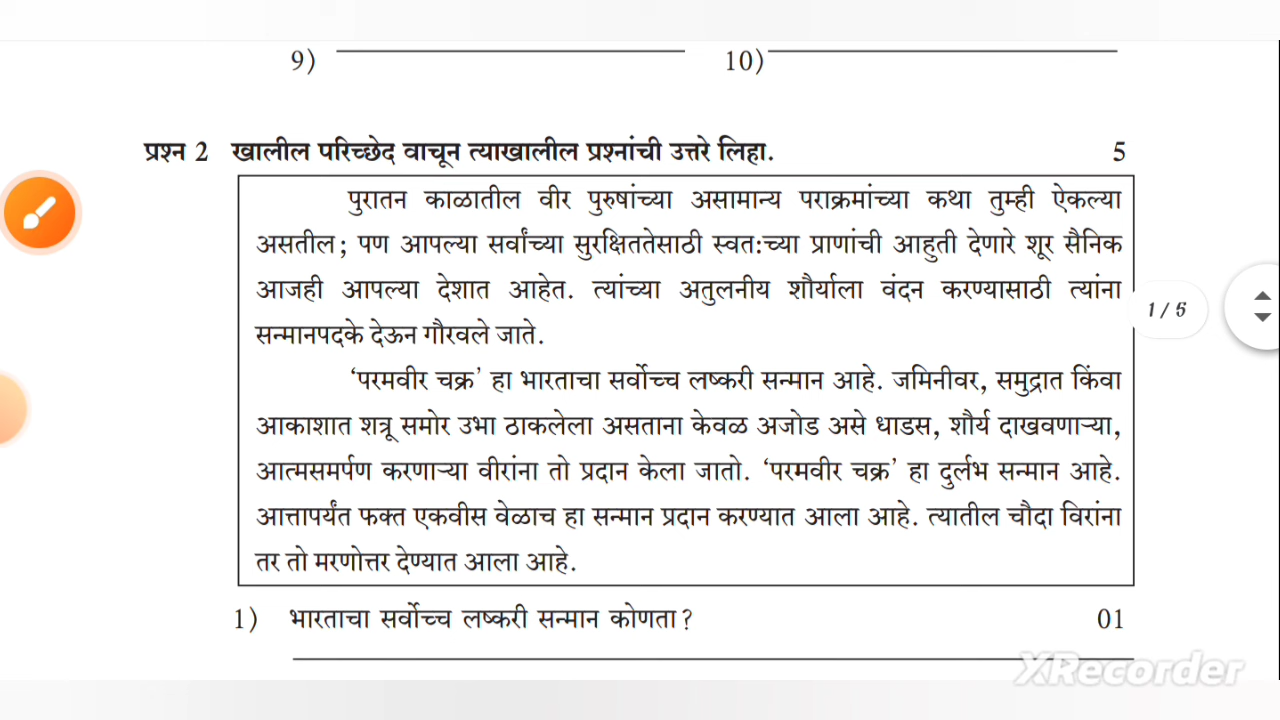 9) 10)
प्रश्न 2 खालील परिच्छेद वाचून त्याखालील प्रश्नांची उत्तरे लिहा. 5
पुरातन काळातील वीर पुरुषांच्या असामान्य पराक्रमांच्या कथा तुम्ही ऐकल्या
असतील; पण आपल्या सर्वांच्या सुरक्षिततेसाठी स्वतःच्या प्राणांची आहुती देणारे शूर सैनिक
आजही आपल्या देशात आहेत. त्यांच्या अतुलनीय शौर्याला वंदन करण्यासाठी त्यांना
सन्मानपदके देऊन गौरवले जाते.
1 / 5
‘परमवीर चक्र’ हा भारताचा सर्वोच्च लष्करी सन्मान आहे. जमिनीवर, समुद्रात किंवा
आकाशात शत्रू समोर उभा ठाकलेला असताना केवळ अजोड असे धाडस, शौर्य दाखवणाऱ्या,
आत्मसमर्पण करणाऱ्या वीरांना तो प्रदान केला जातो. ‘परमवीर चक्र’ हा दुर्लभ सन्मान आहे.
आत्तापर्यंत फक्त एकवीस वेळाच हा सन्मान प्रदान करण्यात आला आहे. त्यातील चौदा विरांना
तर तो मरणोत्तर देण्यात आला आहे.
1) भारताचा सर्वोच्च लष्करी सन्मान कोणता? 01
XRecorder